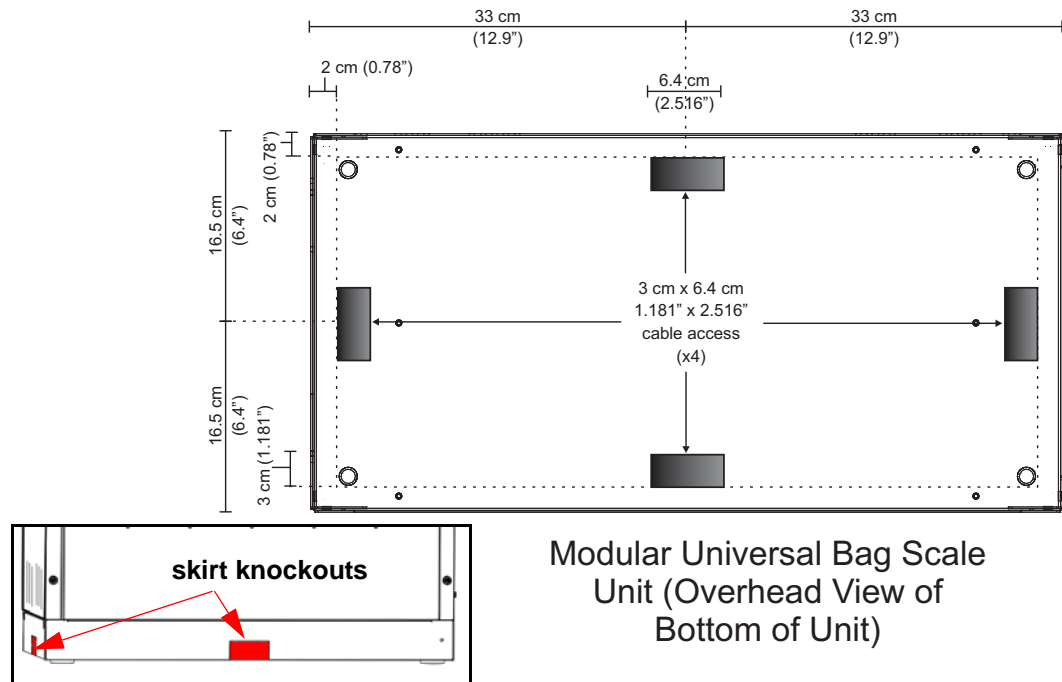 33 cm
(12.9”)
33 cm
(12.9”)
2 cm (0.78”)
6.4 cm
(2.516”)
2 cm (0.78”)
16.5 cm
(6.4”)
3 cm x 6.4 cm
1.181” x 2.516”
cable access
(x4)
16.5 cm
(6.4”)
3 cm (1.181”)
skirt knockouts
Modular Universal Bag Scale
Unit (Overhead View of
Bottom of Unit)